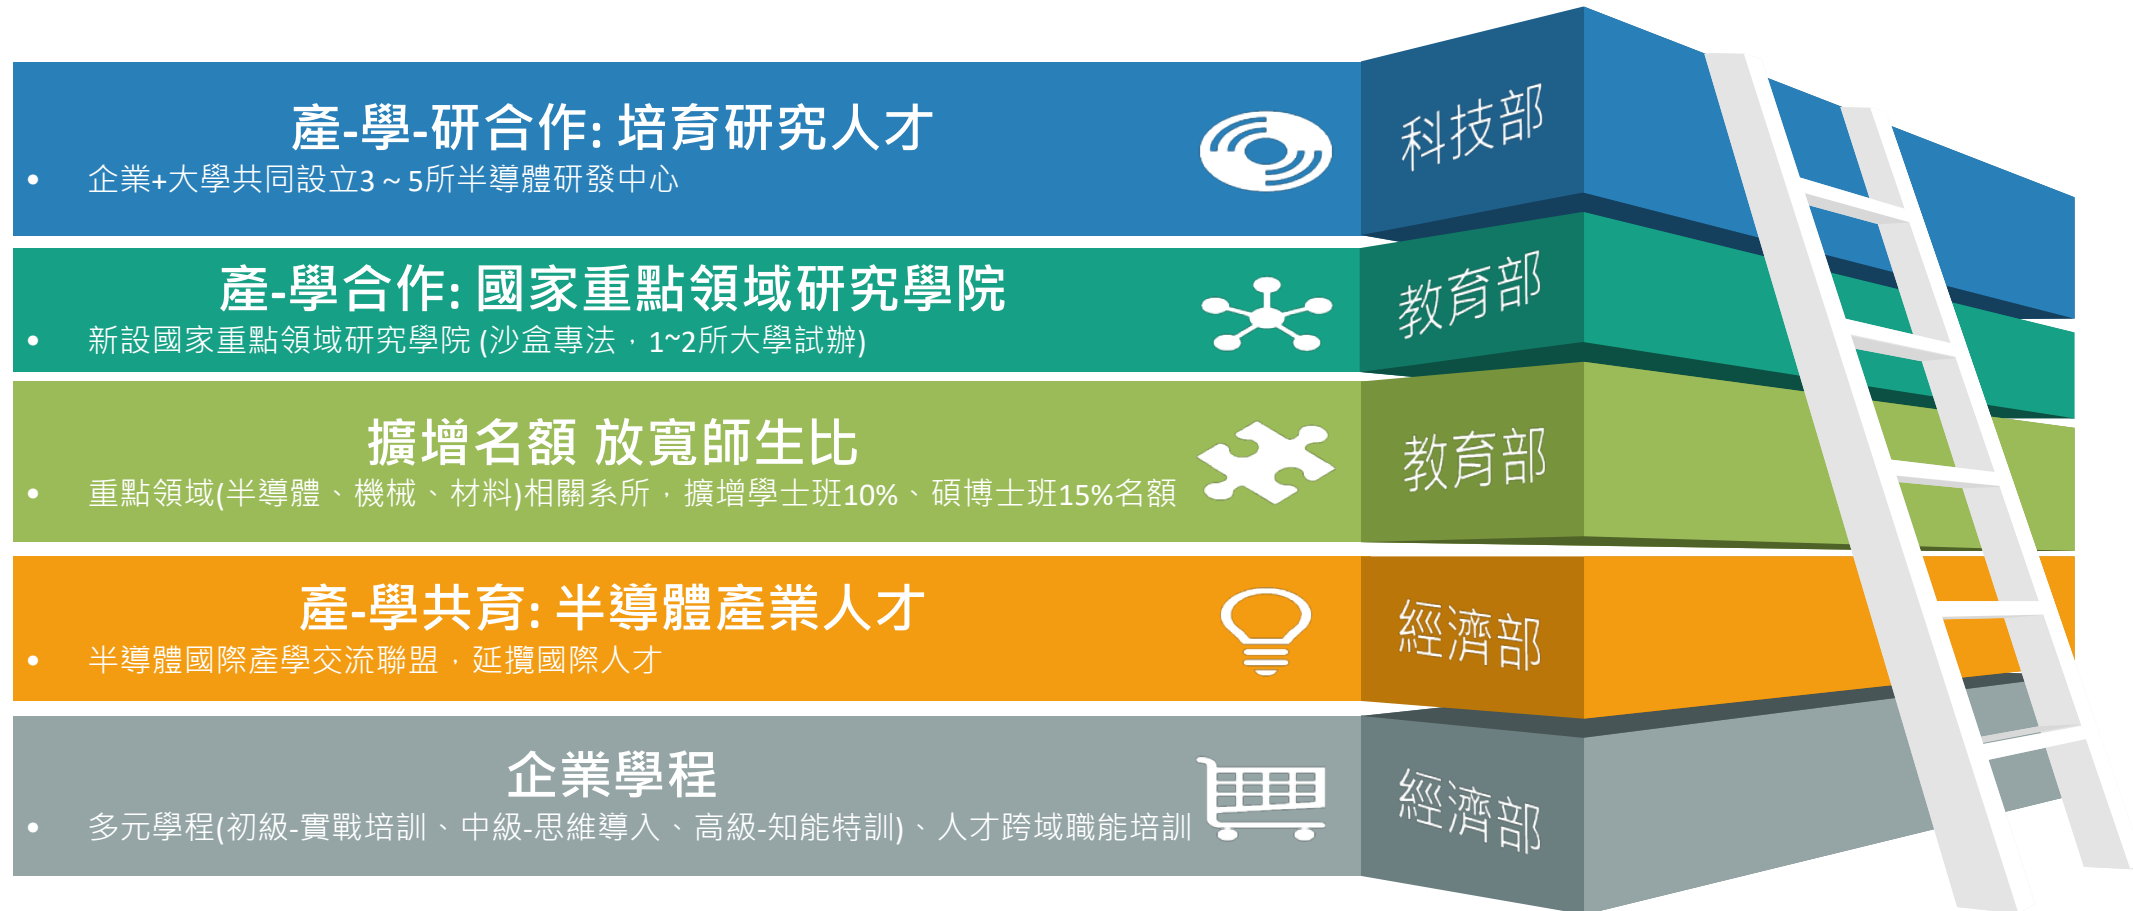 產-學-研合作: 培育研究人才
• 企業+大學共同設立3～5所半導體研發中心
科技部
產-學合作: 國家重點領域研究學院
• 新設國家重點領域研究學院 (沙盒專法，1~2所大學試辦)
教育部
擴增名額 放寬師生比
• 重點領域(半導體、機械、材料)相關系所，擴增學士班10%、碩博士班15%名額
教育部
產-學共育: 半導體產業人才
• 半導體國際產學交流聯盟，延攬國際人才
經濟部
企業學程
• 多元學程(初級-實戰培訓、中級-思維導入、高級-知能特訓)、人才跨域職能培訓
經濟部